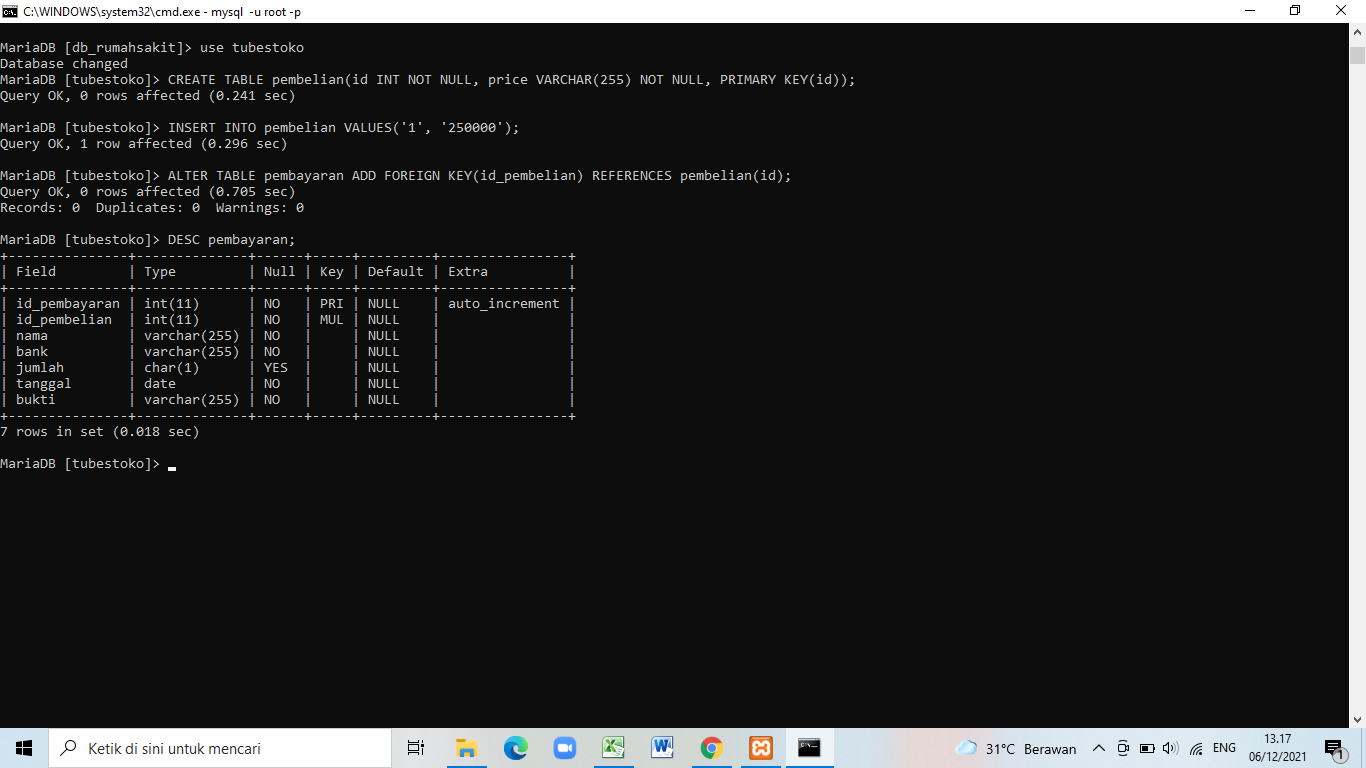 C:\WINDOWS\system32\cmd.exe - mysql  -u root -p
MariaDB [db_rumahsakit]> use tubestoko
Database changed
MariaDB [tubestoko]> CREATE TABLE pembelian(id INT NOT NULL, price VARCHAR(255) NOT NULL, PRIMARY KEY(id));
Query OK, 0 rows affected (0.241 sec)
MariaDB [tubestoko]> INSERT INTO pembelian VALUES('1', '250000');
Query OK, 1 row affected (0.296 sec)
MariaDB [tubestoko]> ALTER TABLE pembayaran ADD FOREIGN KEY(id_pembelian) REFERENCES pembelian(id);
Query OK, 0 rows affected (0.705 sec)
Records: 0  Duplicates: 0  Warnings: 0
MariaDB [tubestoko]> DESC pembayaran;
+---------------+--------------+------+-----+---------+----------------+
| Field         | Type         | Null | Key | Default | Extra          |
+---------------+--------------+------+-----+---------+----------------+
| id_pembayaran | int(11)      | NO   | PRI | NULL    | auto_increment |
| id_pembelian  | int(11)      | NO   | MUL | NULL    |                |
| nama          | varchar(255) | NO   |     | NULL    |                |
| bank          | varchar(255) | NO   |     | NULL    |                |
| jumlah        | char(1)      | YES  |     | NULL    |                |
| tanggal       | date         | NO   |     | NULL    |                |
| bukti         | varchar(255) | NO   |     | NULL    |                |
+---------------+--------------+------+-----+---------+----------------+
7 rows in set (0.018 sec)
MariaDB [tubestoko]> _
Ketik di sini untuk mencari
31°C Berawan
ENG
13.17
06/12/2021
1